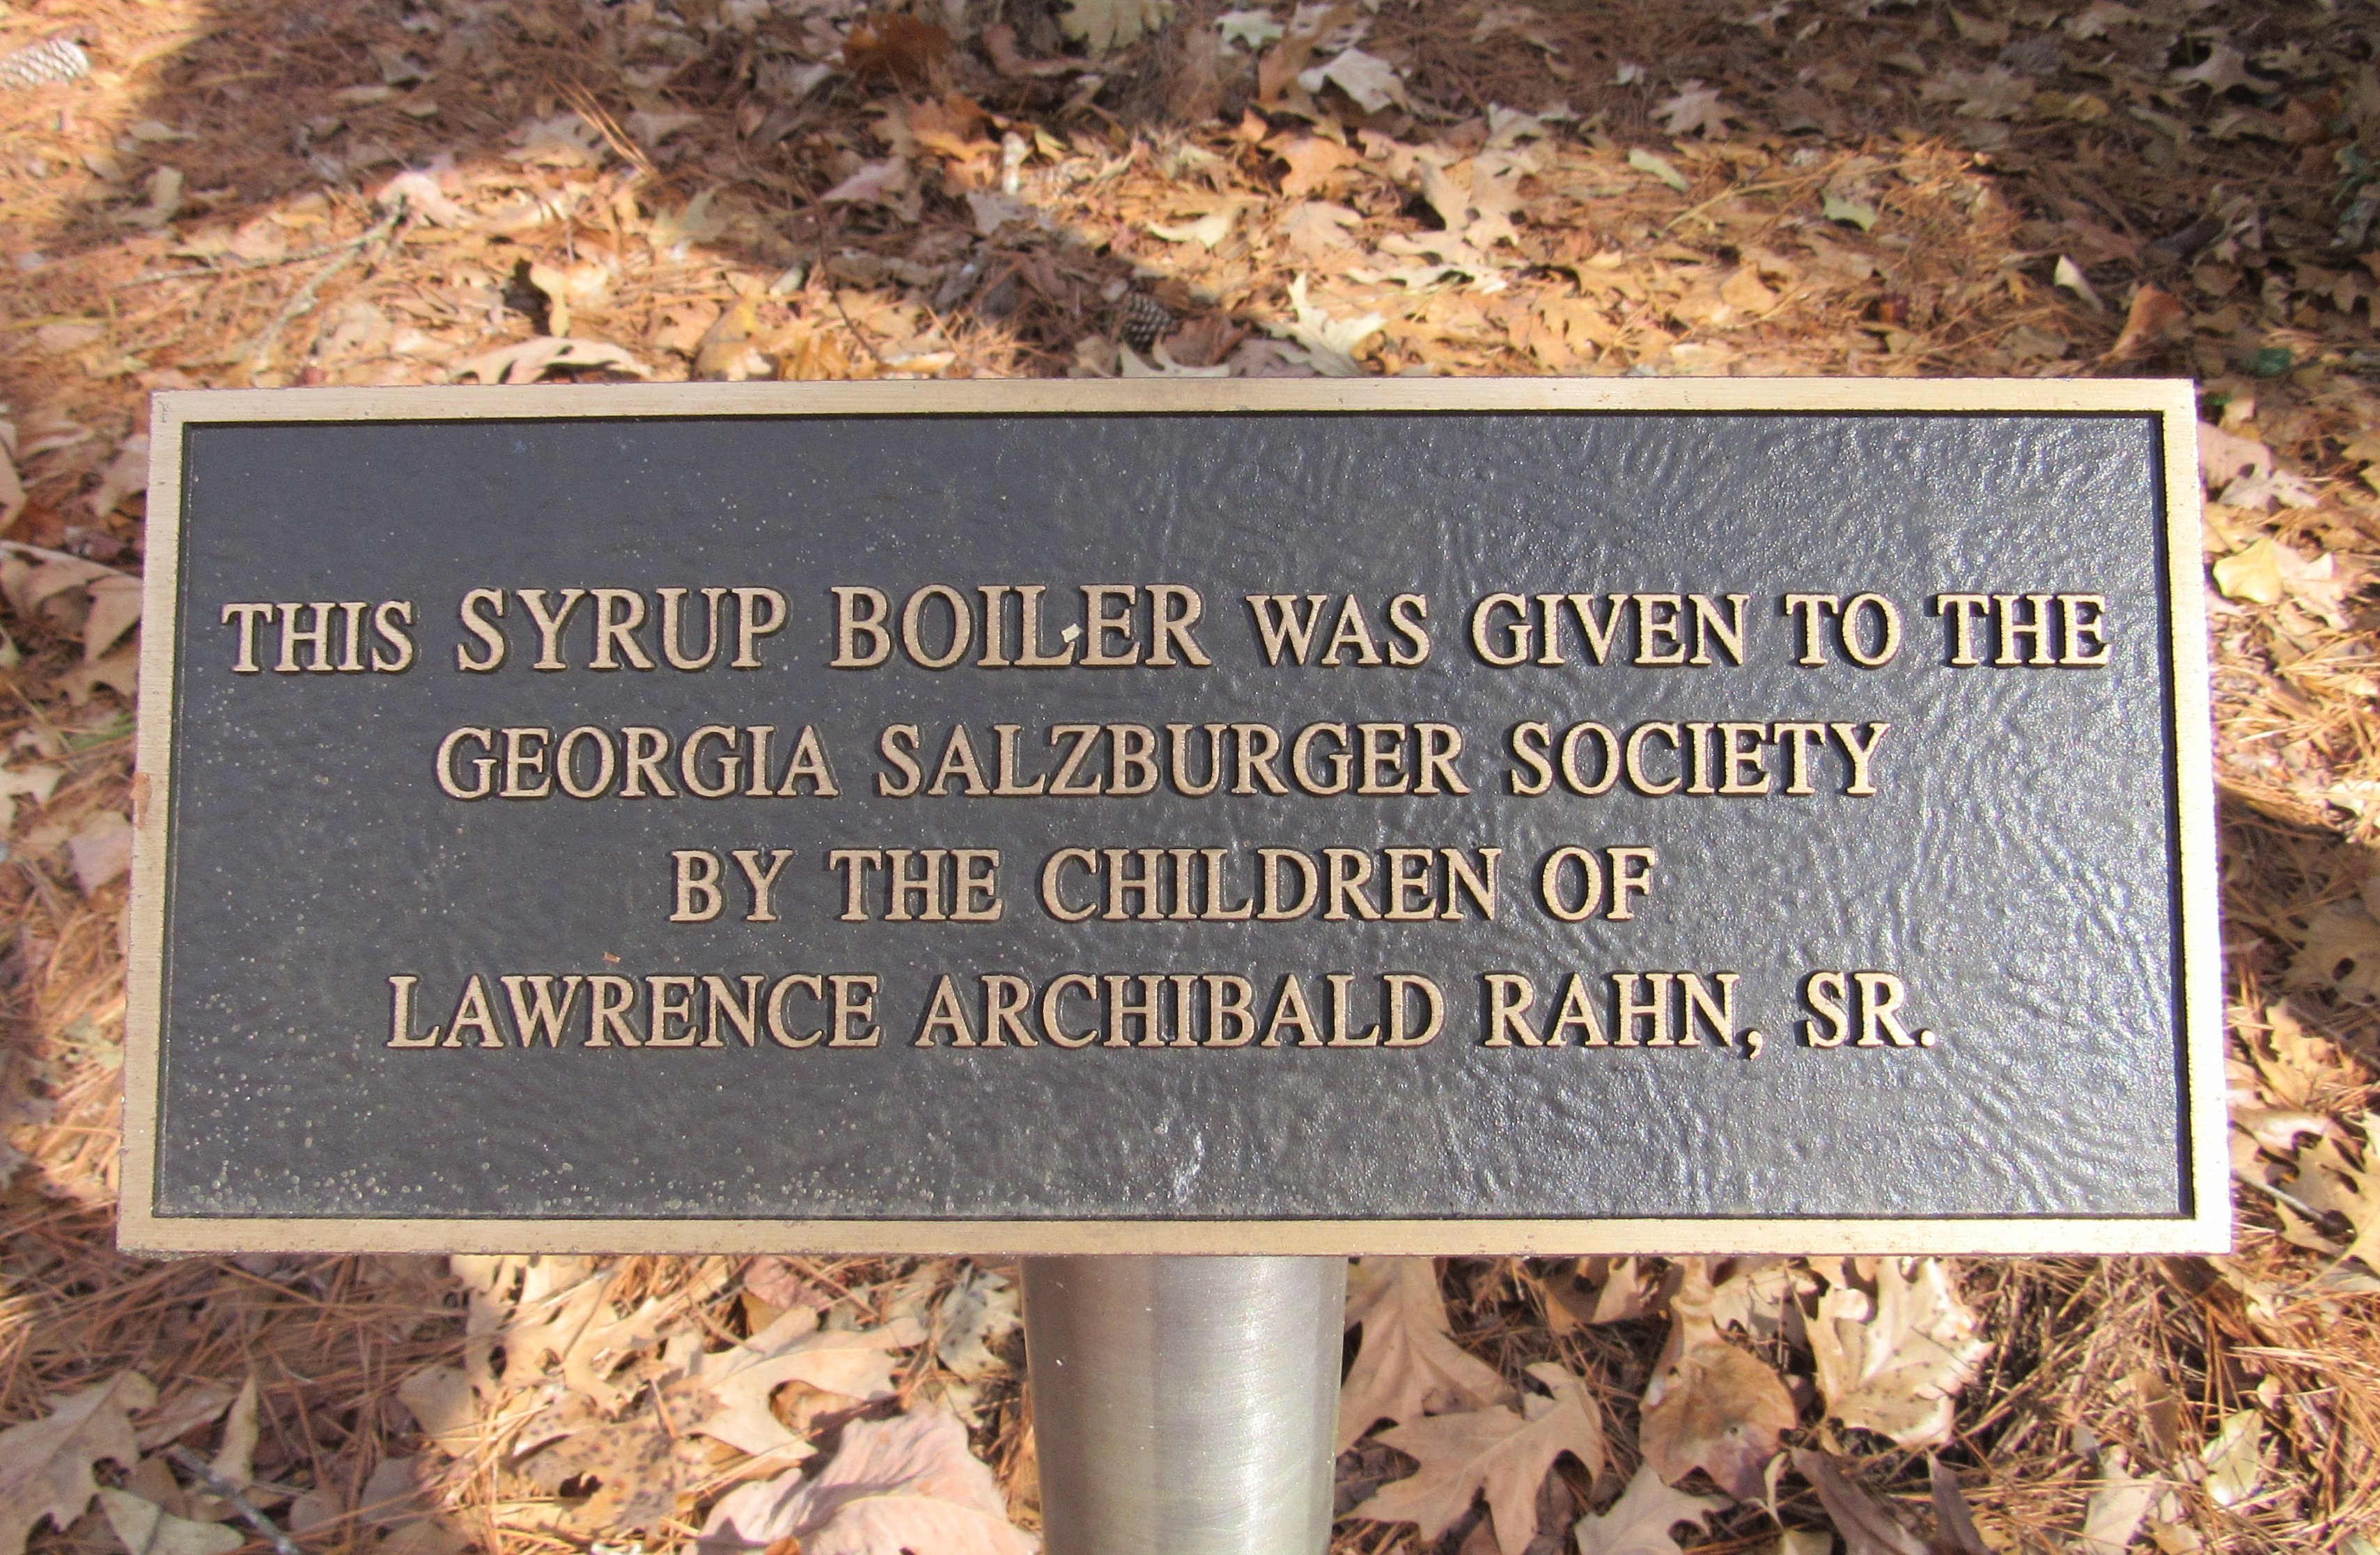 THIS SYRUP BOILER WAS GIVEN TO THE
GEORGIA SALZBURGER SOCIETY
BY THE CHILDREN OF
LAWRENCE ARCHIBALD RAHN, SR.